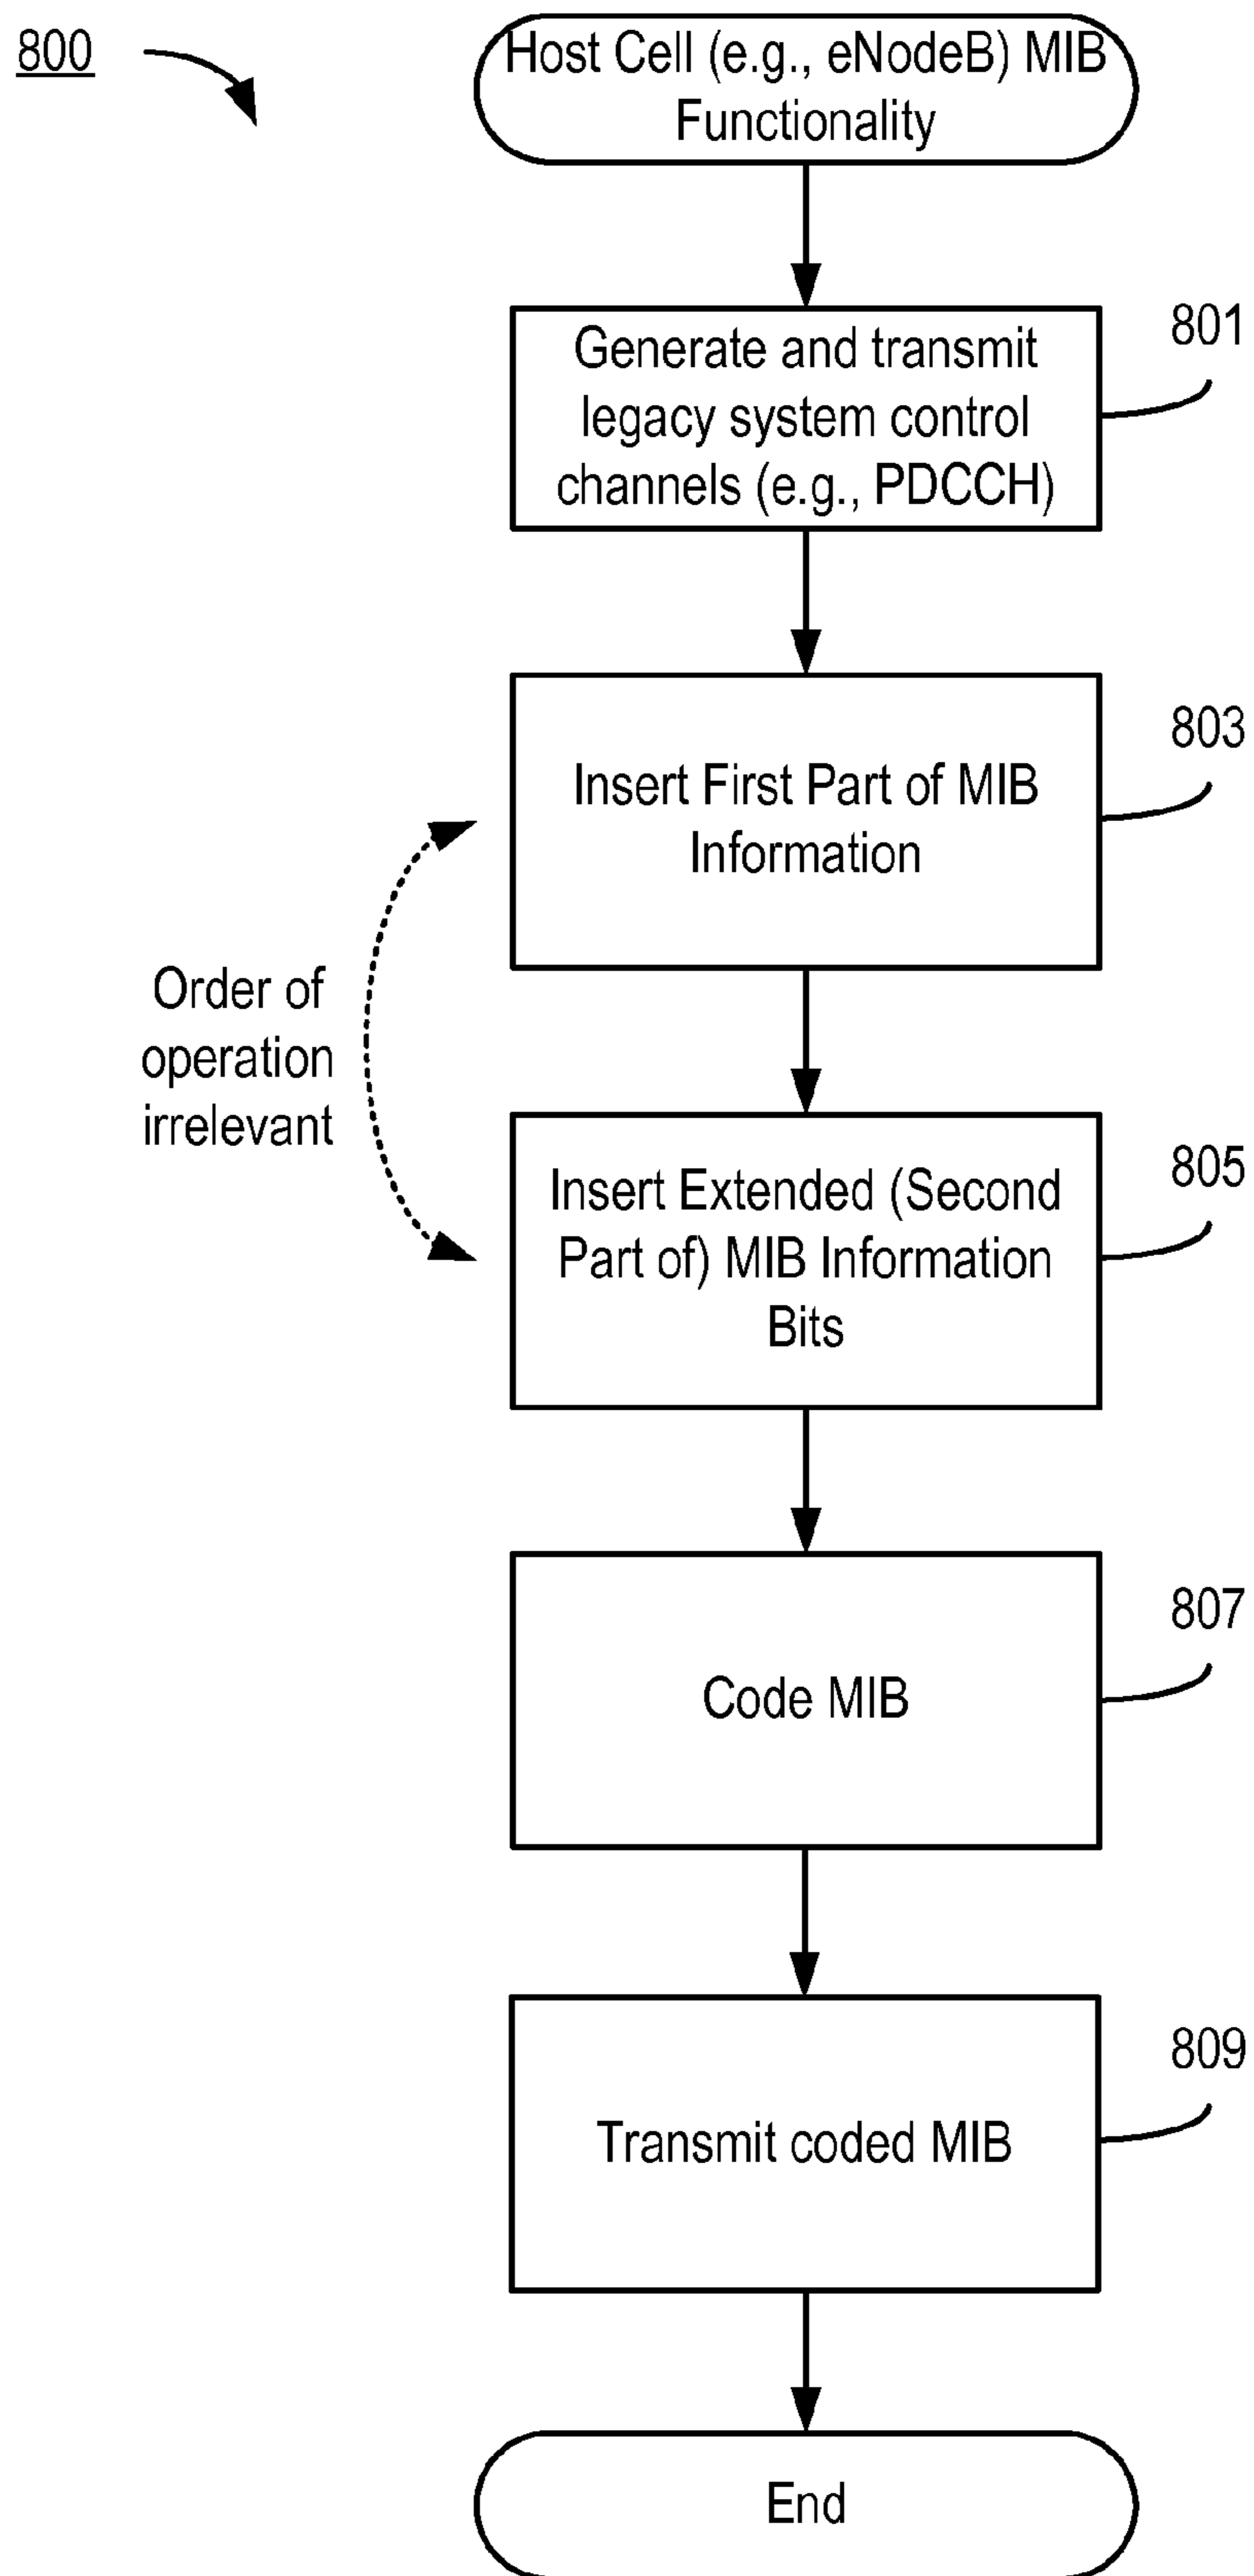 800
Host Cell (e.g., eNodeB) MIB
Functionality
801
Generate and transmit
legacy system control
channels (e.g., PDCCH)
803
Insert First Part of MIB
Information
Order of
operation
irrelevant
805
Insert Extended (Second
Part of) MIB Information
Bits
807
Code MIB
809
Transmit coded MIB
End